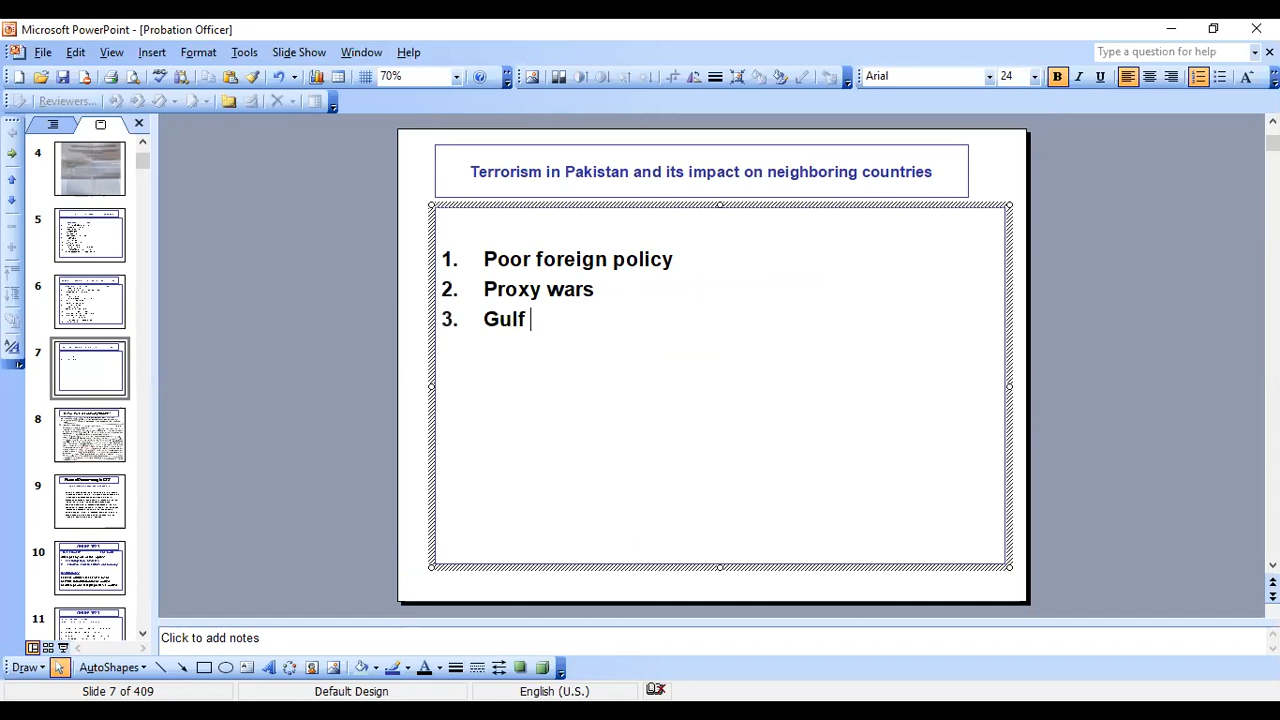 Microsoft PowerPoint - [Probation Officer]
File Edit View Insert Format Tools Slide Show Window Help
Type a question for help
70%
Arial
24
B I U
Reviewers...
4
5
6
7
8
9
10
11
Terrorism in Pakistan and its impact on neighboring countries
1. Poor foreign policy
2. Proxy wars
3. Gulf
Click to add notes
Draw AutoShapes
Slide 7 of 409 Default Design English (U.S.)